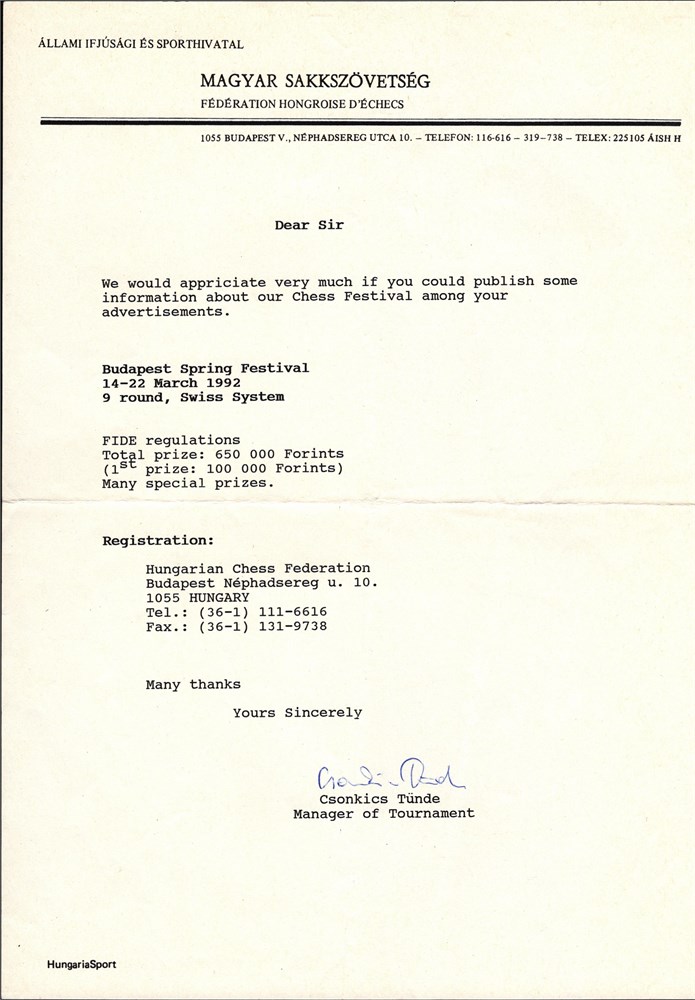 ÁLLAMI IFJÚSÁGI ÉS SPORTHIVATAL
MAGYAR SAKKSZÖVETSÉG
FÉDÉRATION HONGROISE D'ÉCHECS
1055 BUDAPEST V., NÉPHADSEREG UTCA 10. – TELEFON: 116-616 – 319–738 – TELEX: 225105 ÁISH H
Dear Sir
We would appriciate very much if you could publish some
information about our Chess Festival among your
advertisements.
Budapest Spring Festival
14-22 March 1992
9 round, Swiss System
FIDE regulations
Total prize: 650 000 Forints
(1st prize: 100 000 Forints)
Many special prizes.
Registration:
Hungarian Chess Federation
Budapest Néphadsereg u. 10.
1055 HUNGARY
Tel.: (36-1) 111-6616
Fax.: (36-1) 131-9738
Many thanks
Yours Sincerely
Csonkics Tünde
Manager of Tournament
HungariaSport